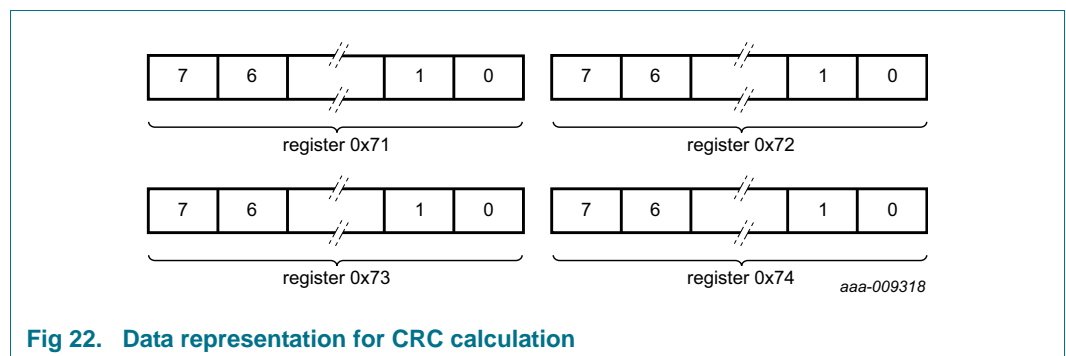 7 6 1 0 7 6 1 0
register 0x71 register 0x72
7 6 1 0 7 6 1 0
register 0x73 register 0x74
aaa-009318
Fig 22. Data representation for CRC calculation